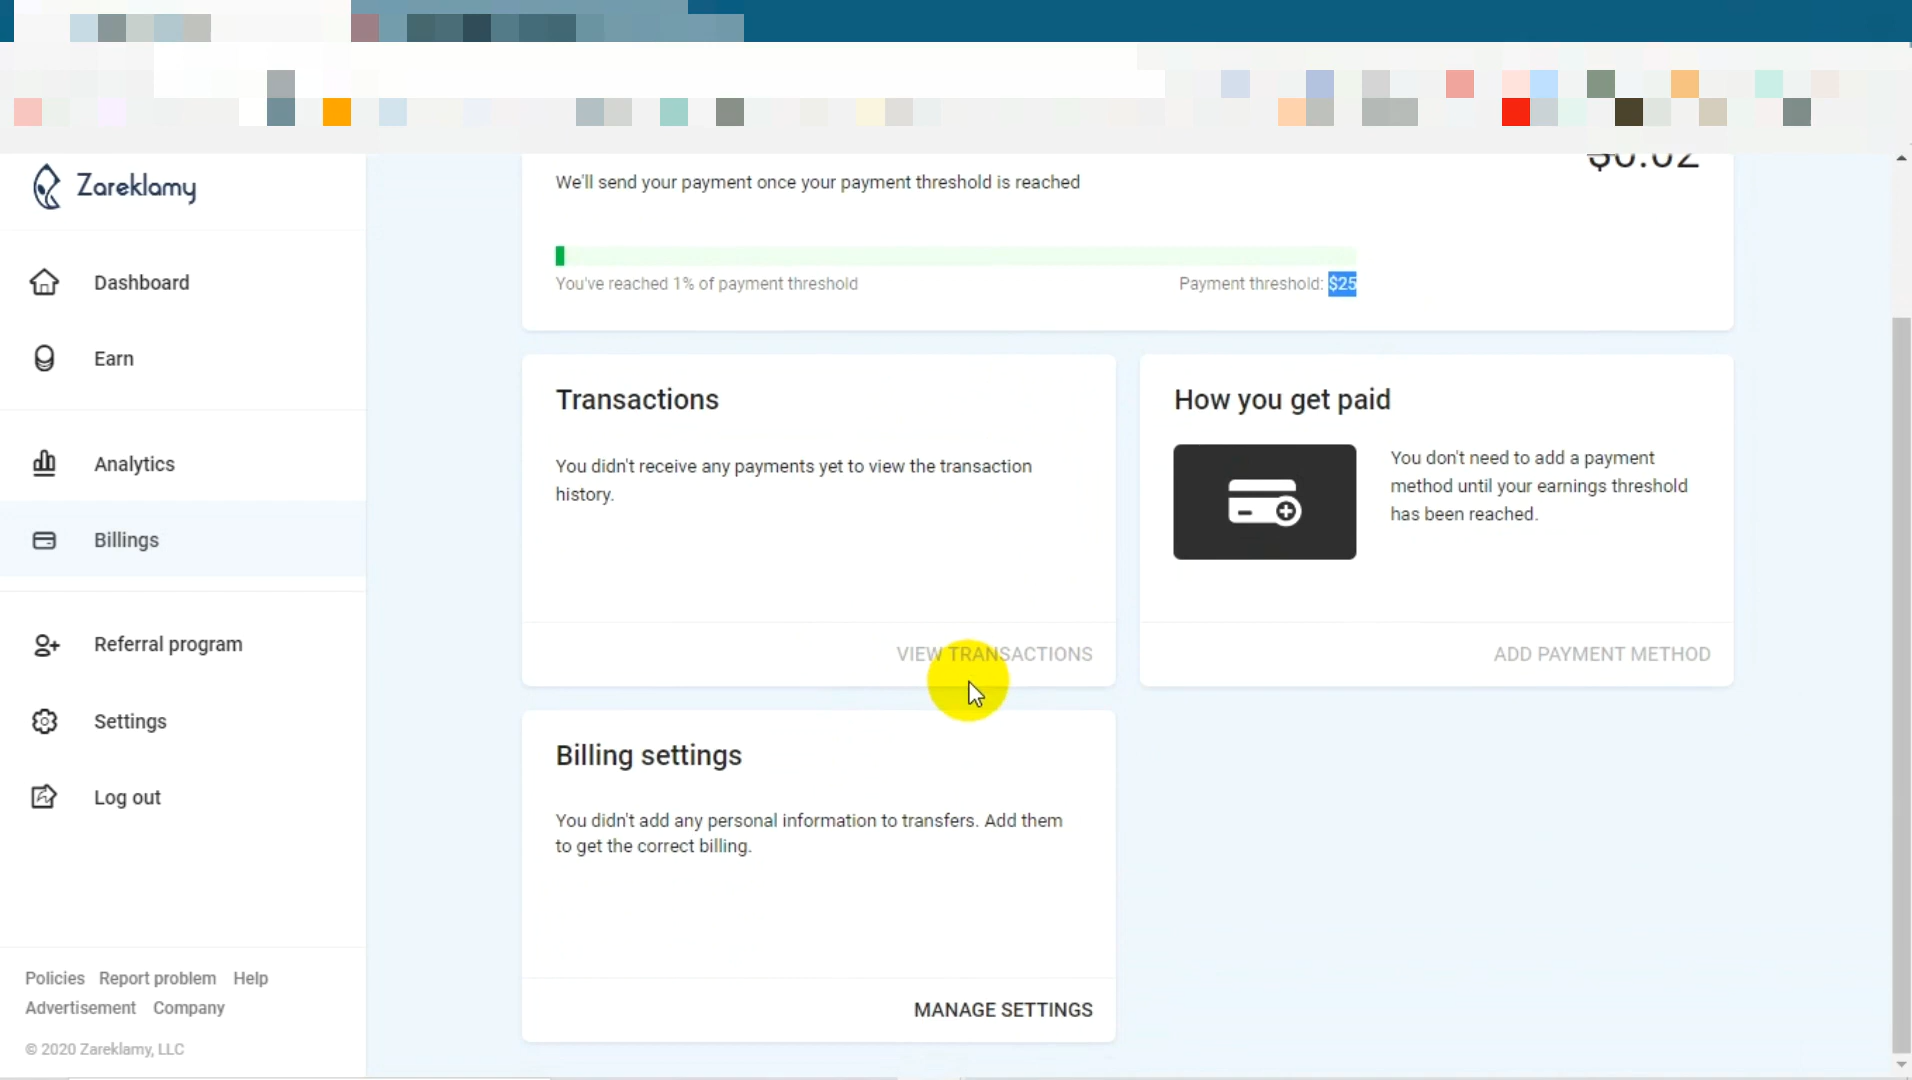 Zareklamy
Dashboard
Earn
Analytics
Billings
Referral program
Settings
Log out
Policies Report problem Help
Advertisement Company
© 2020 Zareklamy, LLC
$0.02
We'll send your payment once your payment threshold is reached
You've reached 1% of payment threshold
Payment threshold: $25
Transactions
You didn't receive any payments yet to view the transaction
history.
VIEW TRANSACTIONS
How you get paid
You don't need to add a payment
method until your earnings threshold
has been reached.
ADD PAYMENT METHOD
Billing settings
You didn't add any personal information to transfers. Add them
to get the correct billing.
MANAGE SETTINGS